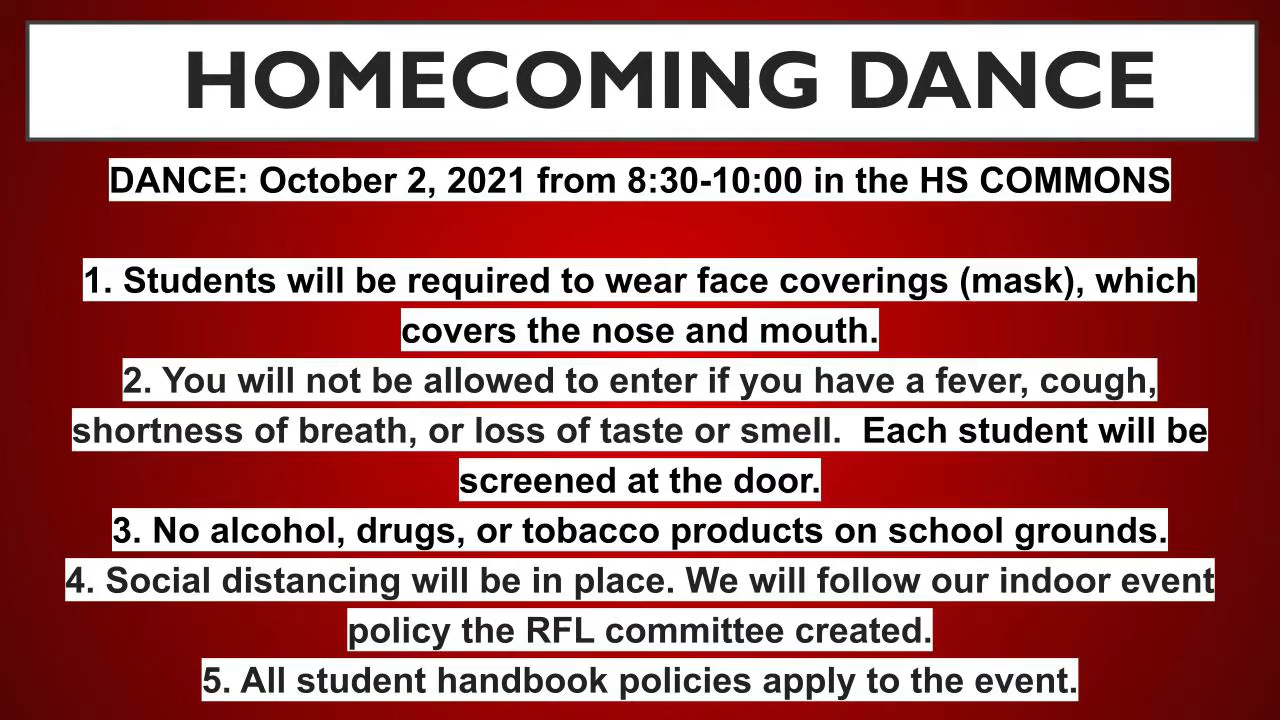 HOMECOMING DANCE
DANCE: October 2, 2021 from 8:30-10:00 in the HS COMMONS
1. Students will be required to wear face coverings (mask), which
covers the nose and mouth.
2. You will not be allowed to enter if you have a fever, cough,
shortness of breath, or loss of taste or smell.  Each student will be
screened at the door.
3. No alcohol, drugs, or tobacco products on school grounds.
4. Social distancing will be in place. We will follow our indoor event
policy the RFL committee created.
5. All student handbook policies apply to the event.